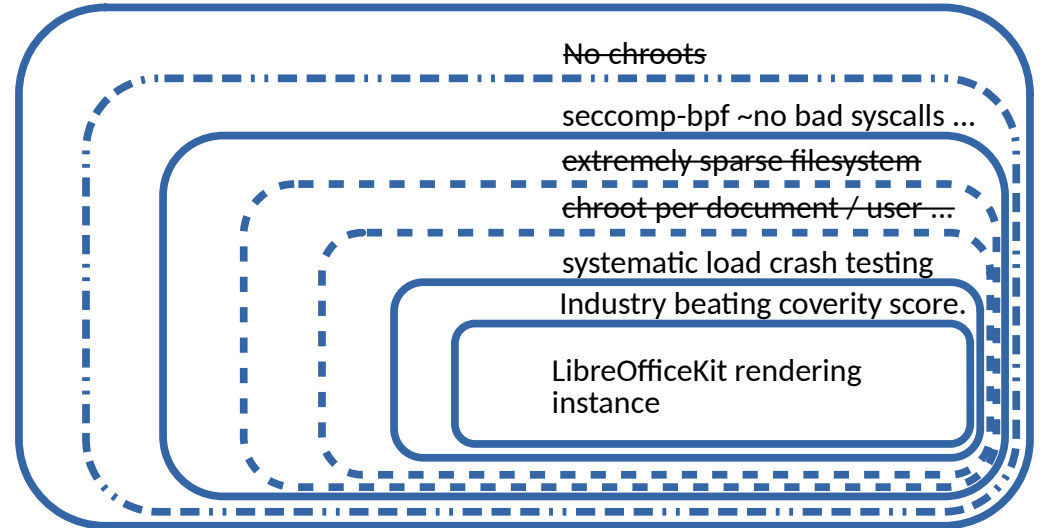 No chroots
seccomp-bpf ~no bad syscalls ...
extremely sparse filesystem
chroot per document / user ...
systematic load crash testing
Industry beating coverity score.
LibreOfficeKit rendering
instance